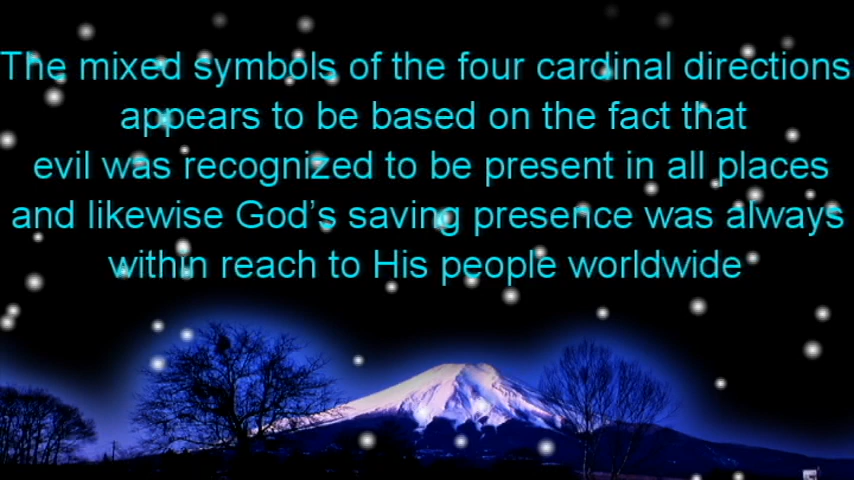 The mixed symbols of the four cardinal directions
appears to be based on the fact that
evil was recognized to be present in all places
and likewise God’s saving presence was always
within reach to His people worldwide